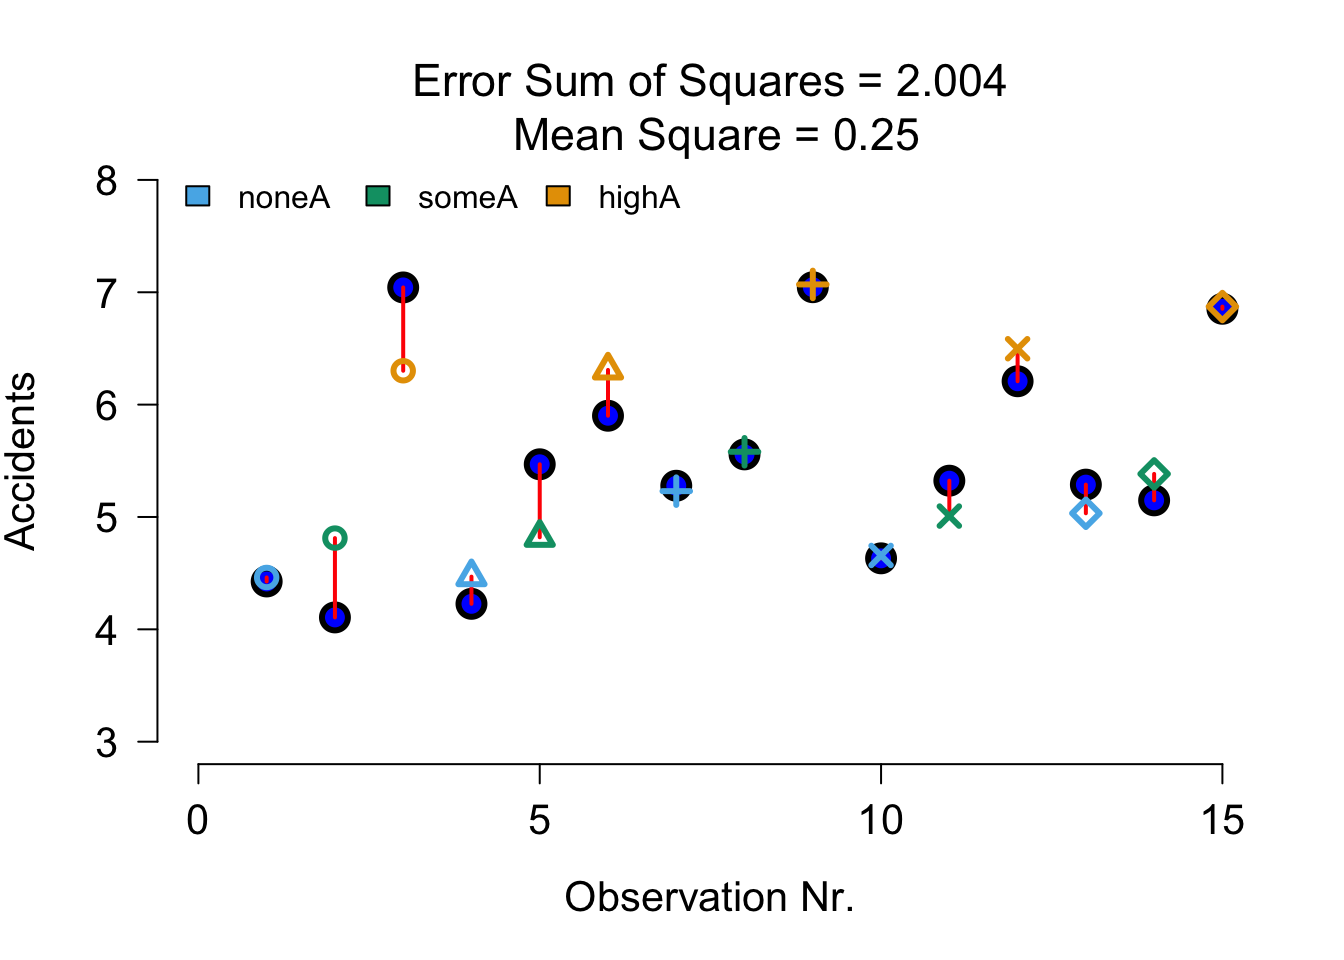 Error Sum of Squares = 2.004
Mean Square = 0.25
noneA someA highA
8
7
6
5
4
3
Accidents
0 5 10 15
Observation Nr.